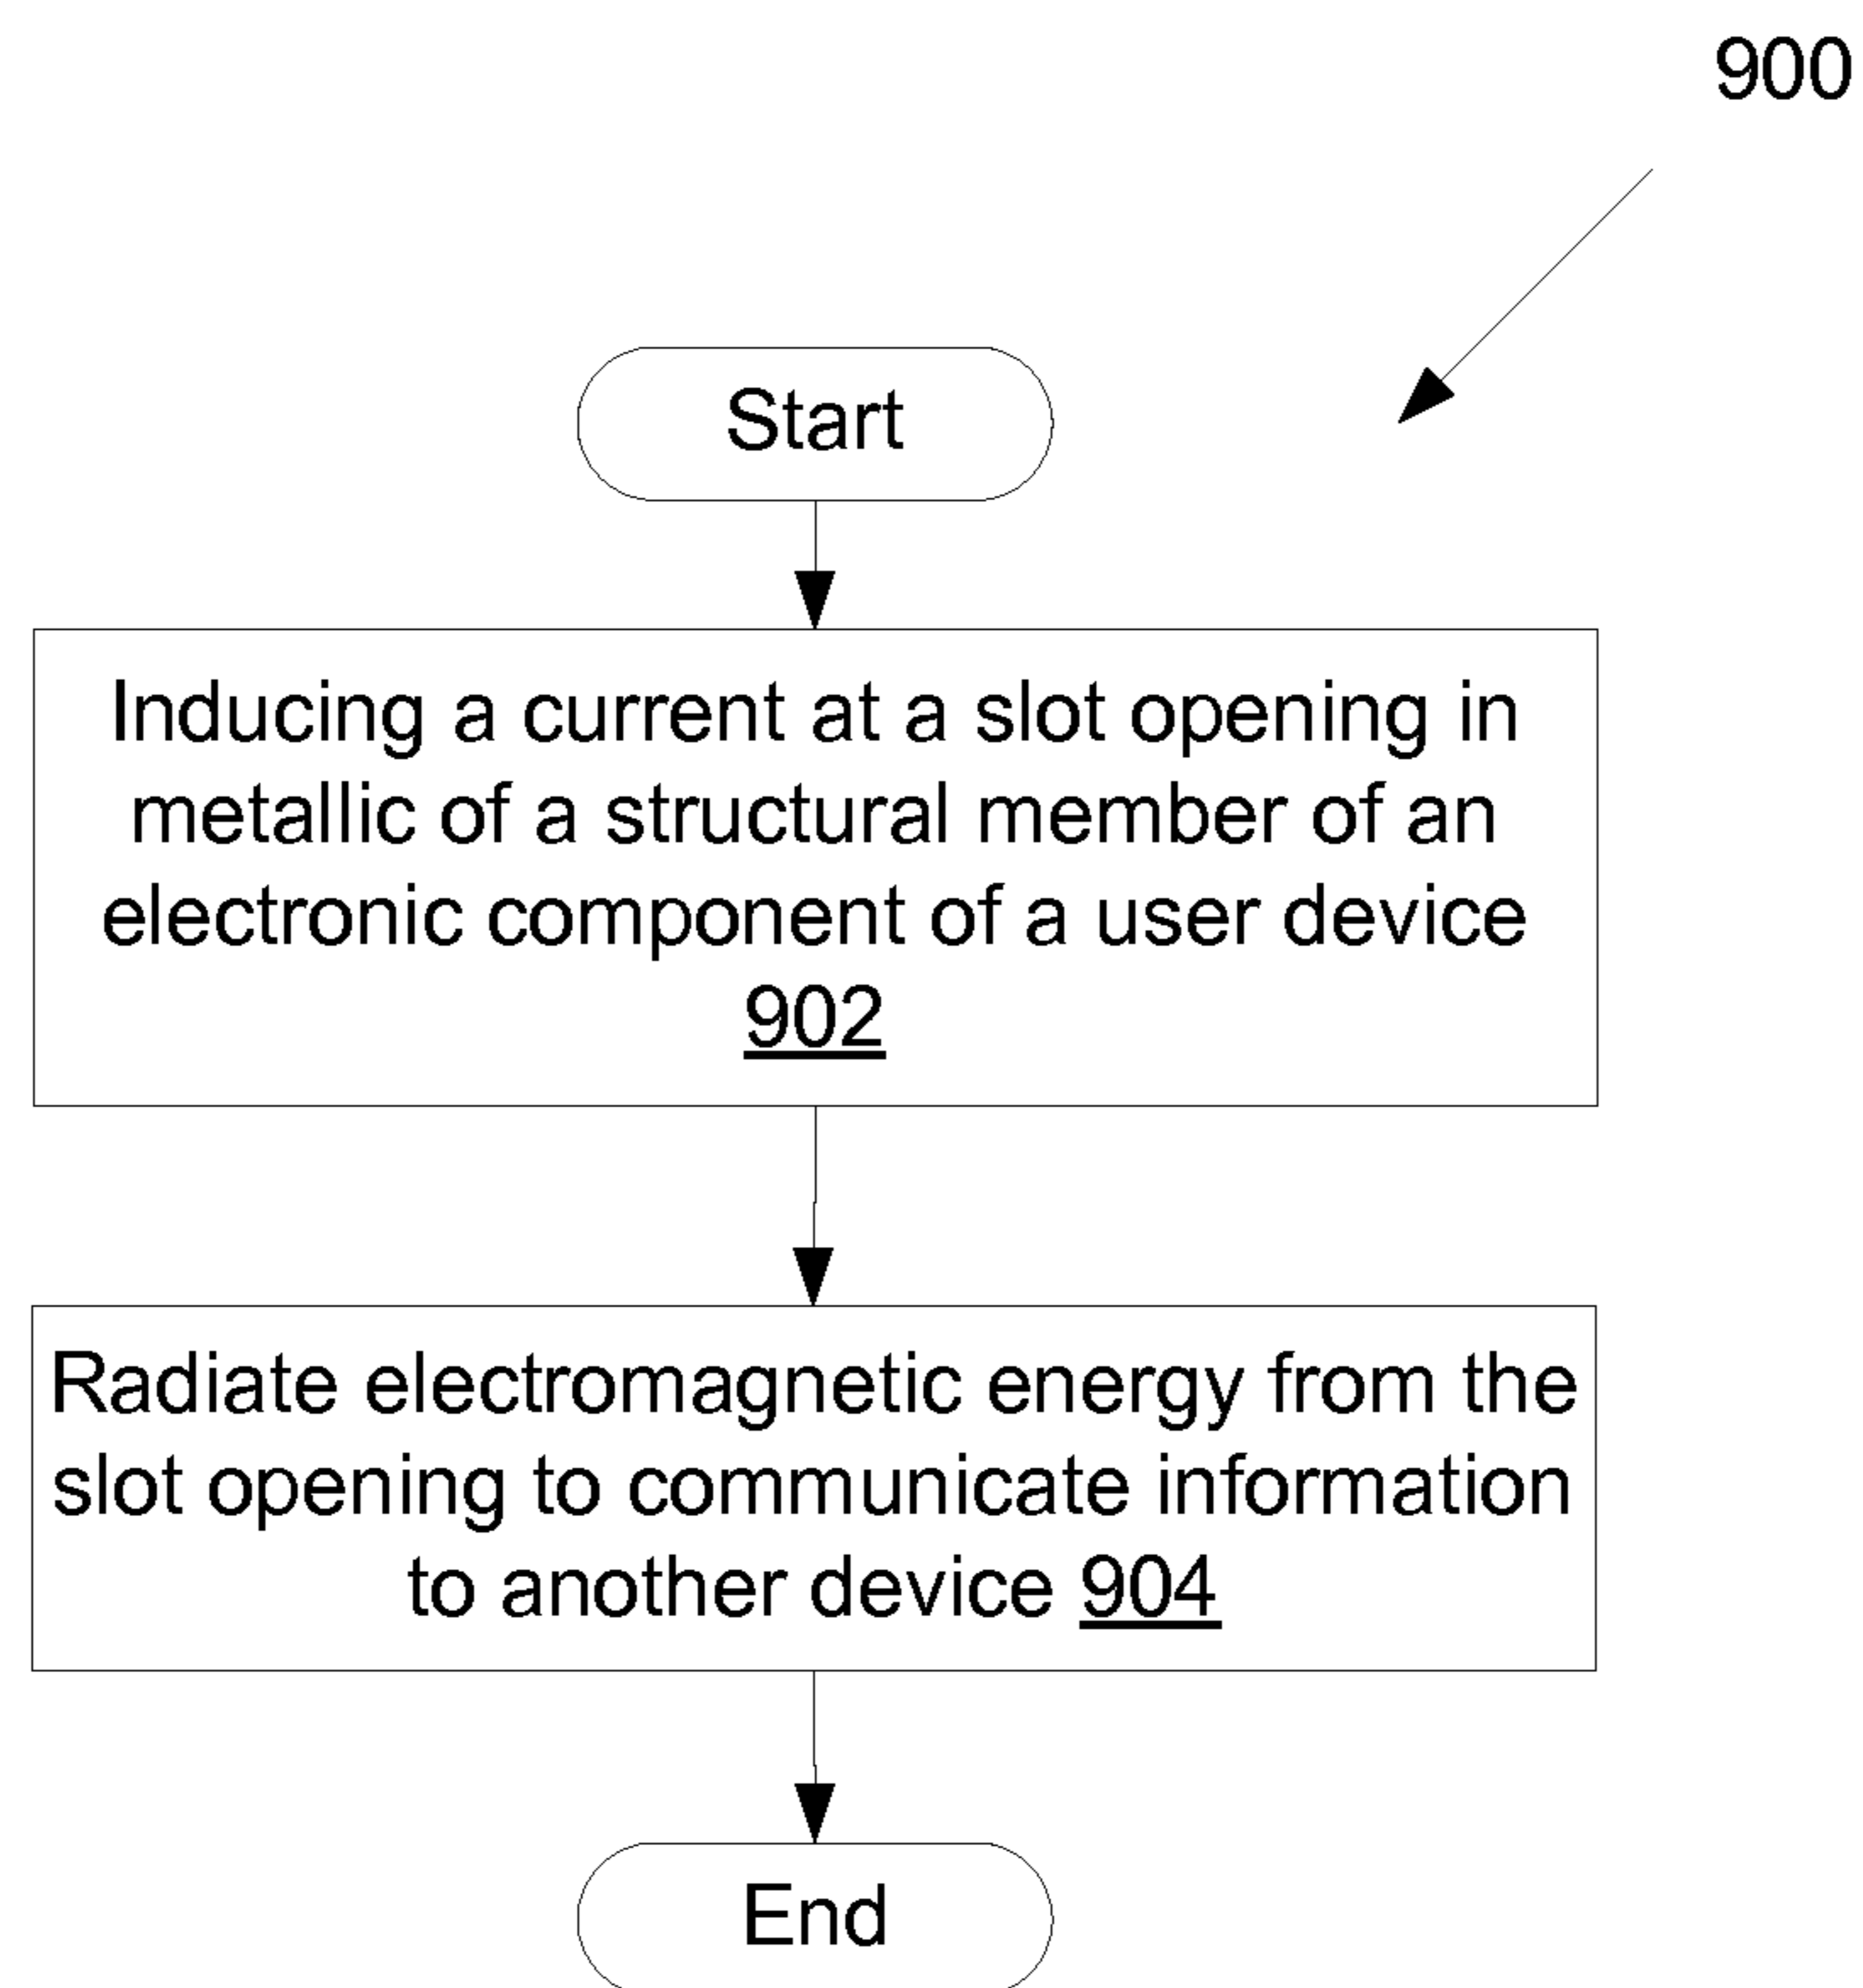 900
Start
Inducing a current at a slot opening in
metallic of a structural member of an
electronic component of a user device
902
Radiate electromagnetic energy from the
slot opening to communicate information
to another device 904
End